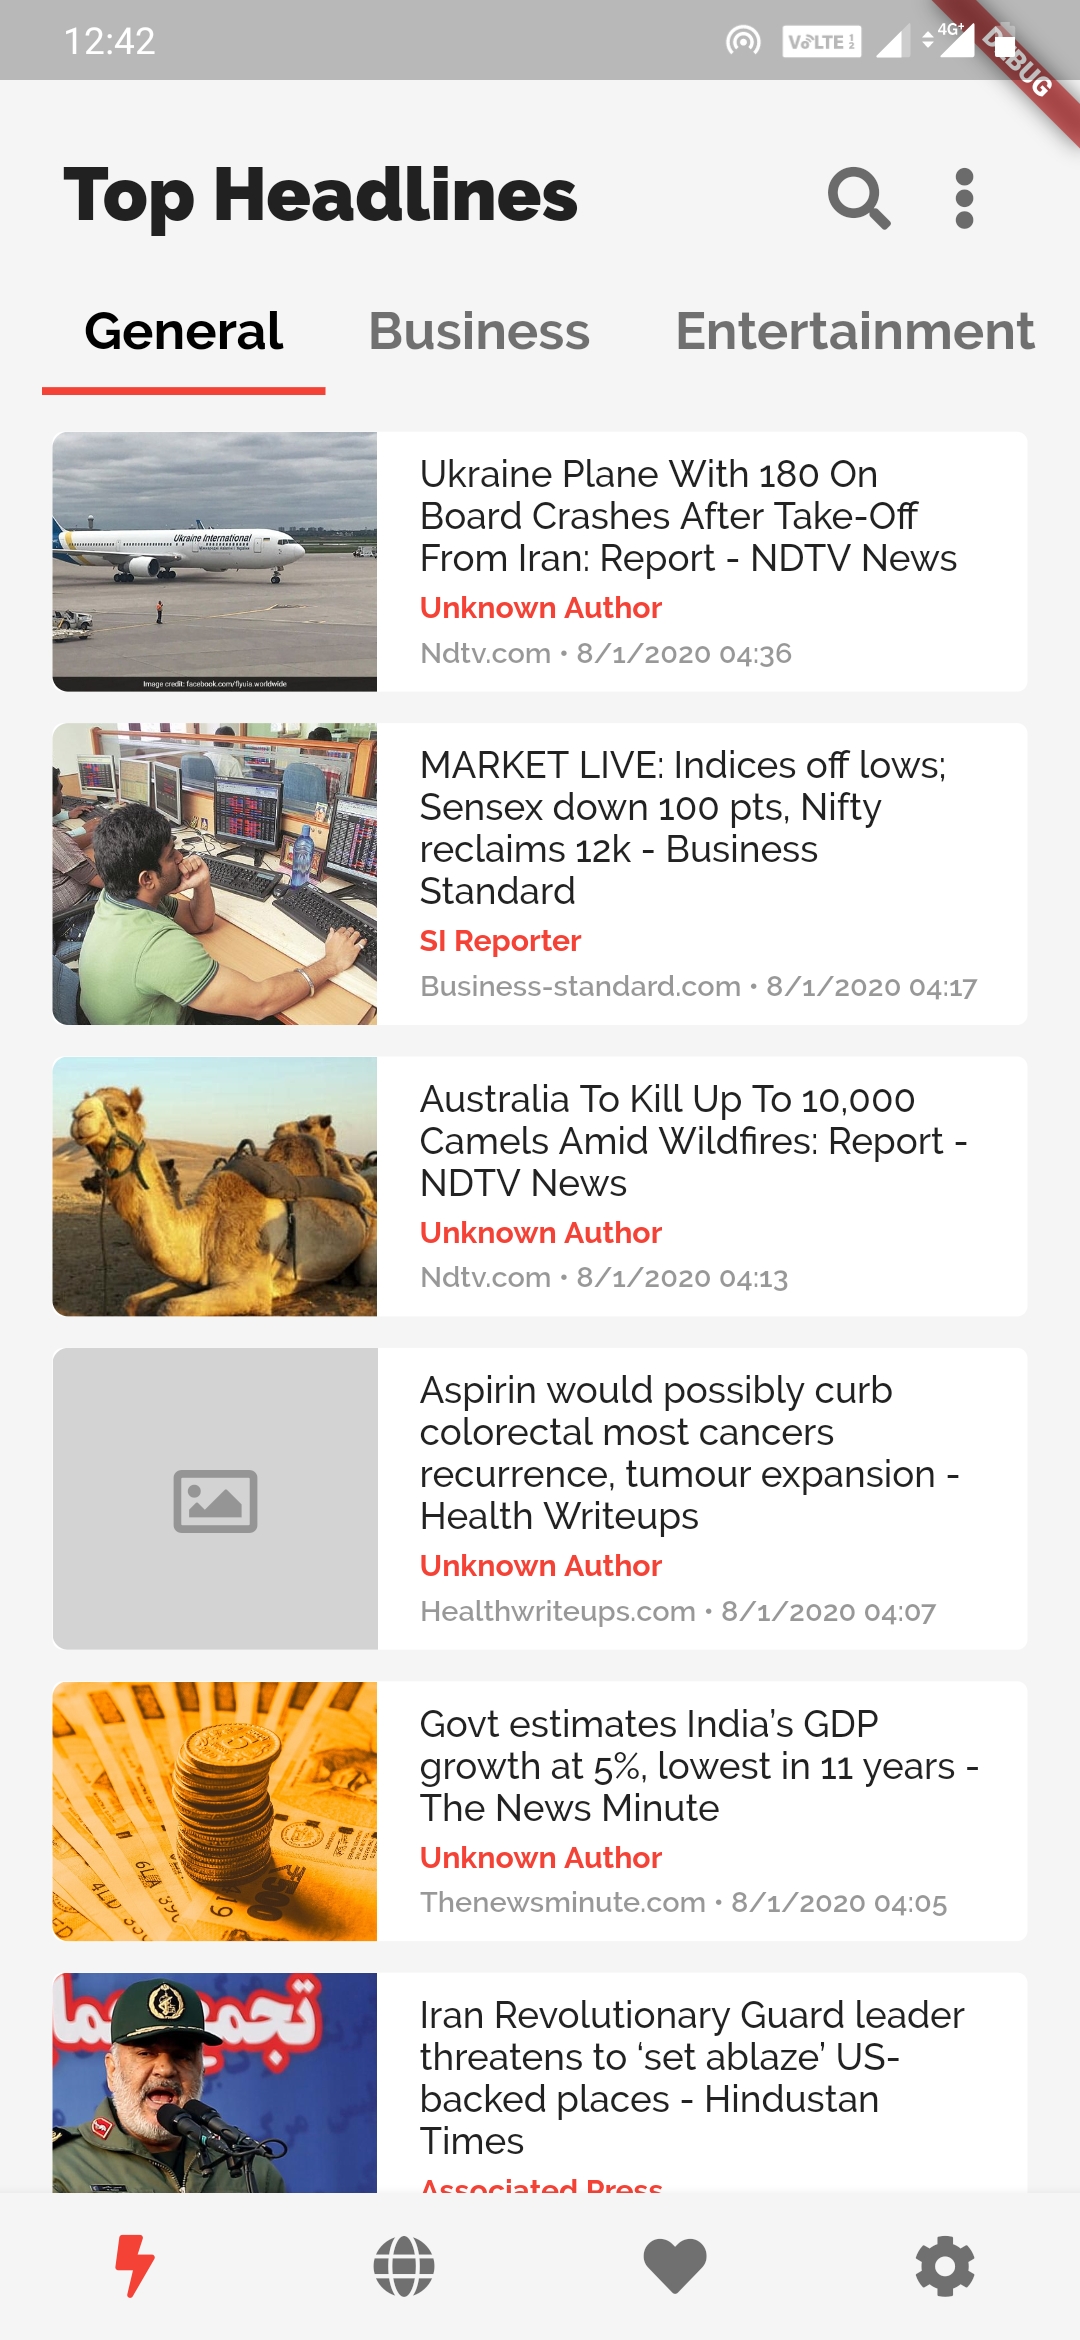 12:42
VoLTE 1 2
4G+
DEBUG
Top Headlines
General Business Entertainment
Ukraine International
Image credit: facebook.com/flyuia.worldwide
Ukraine Plane With 180 On
Board Crashes After Take-Off
From Iran: Report - NDTV News
Unknown Author
Ndtv.com • 8/1/2020 04:36
MARKET LIVE: Indices off lows;
Sensex down 100 pts, Nifty
reclaims 12k - Business
Standard
SI Reporter
Business-standard.com • 8/1/2020 04:17
Australia To Kill Up To 10,000
Camels Amid Wildfires: Report -
NDTV News
Unknown Author
Ndtv.com • 8/1/2020 04:13
Aspirin would possibly curb
colorectal most cancers
recurrence, tumour expansion -
Health Writeups
Unknown Author
Healthwriteups.com • 8/1/2020 04:07
Govt estimates India’s GDP
growth at 5%, lowest in 11 years -
The News Minute
Unknown Author
Thenewsminute.com • 8/1/2020 04:05
Iran Revolutionary Guard leader
threatens to ‘set ablaze’ US-
backed places - Hindustan
Times
Associated Press